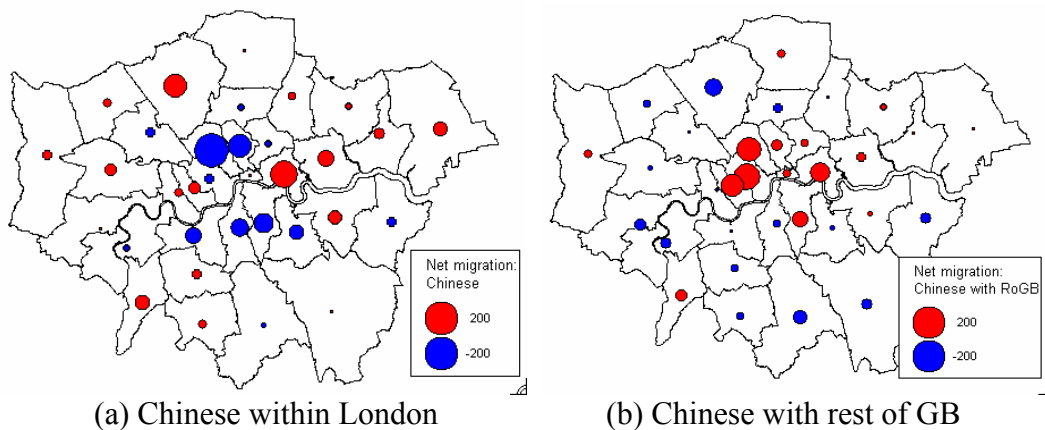 Net migration:
Chinese
200
-200
Net migration:
Chinese with RoGB
200
-200
(a) Chinese within London
(b) Chinese with rest of GB